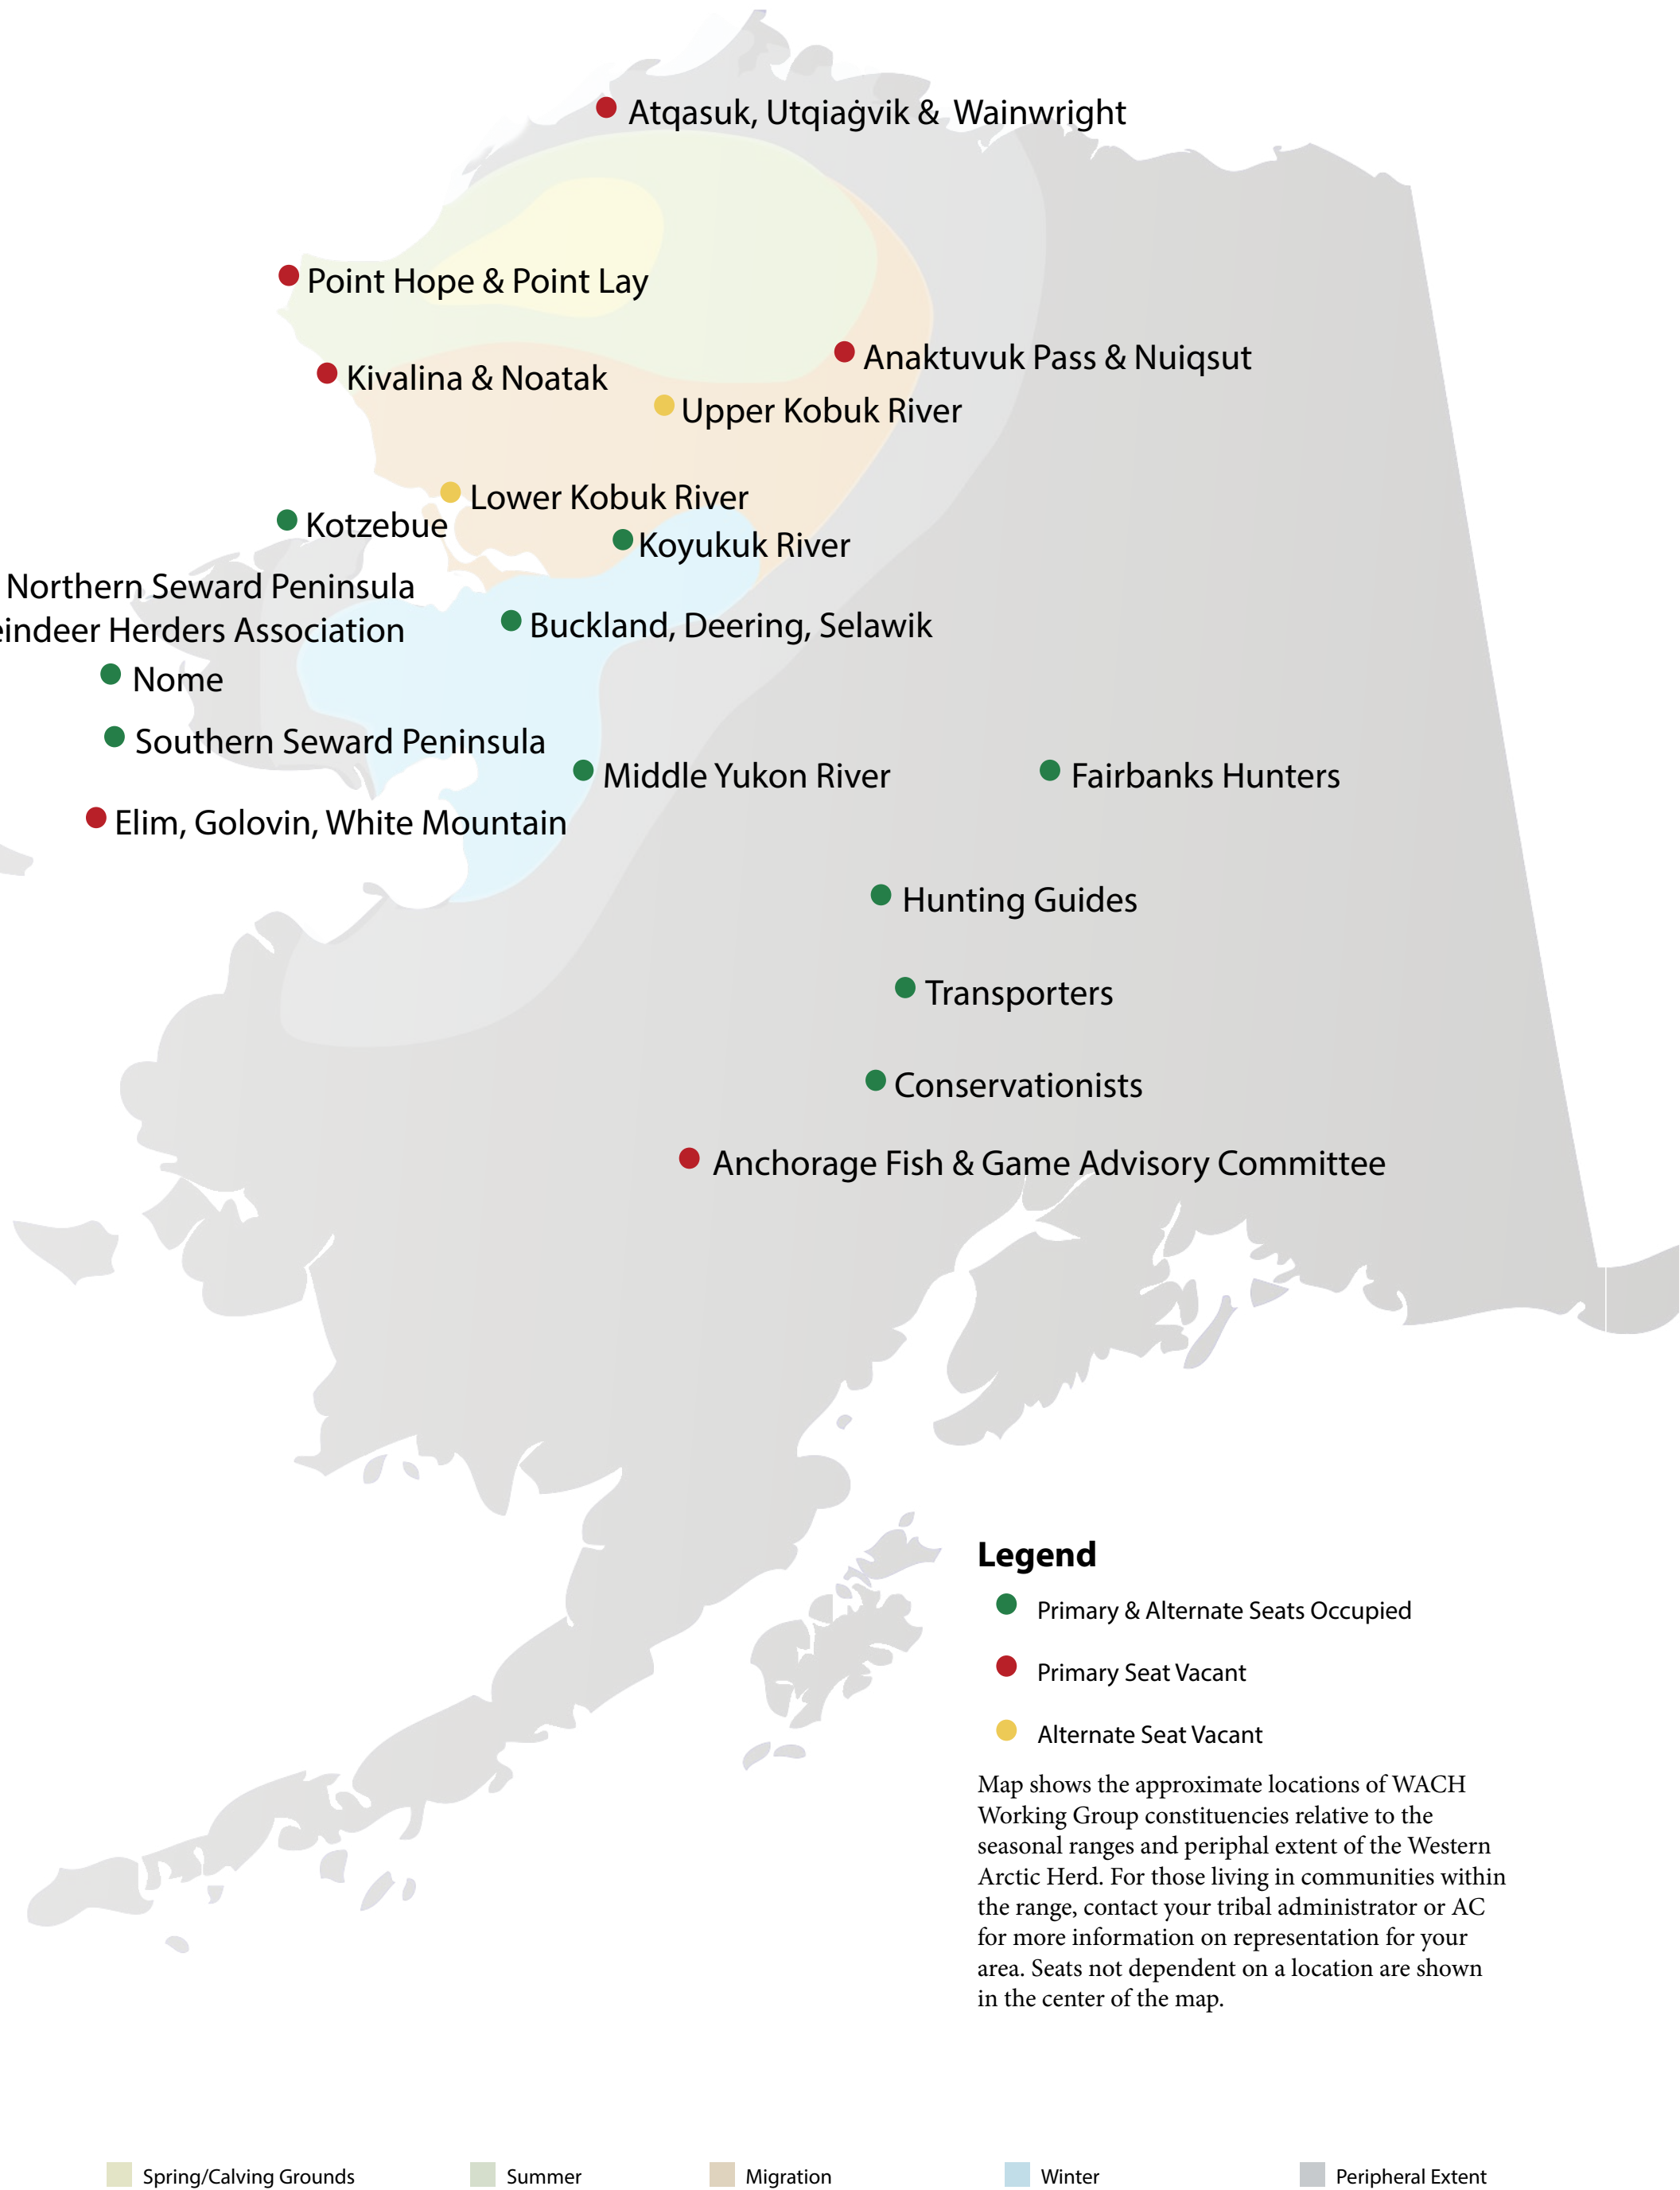 Atqasuk, Utqiaġvik & Wainwright
Point Hope & Point Lay
Anaktuvuk Pass & Nuiqsut
Kivalina & Noatak
Upper Kobuk River
Lower Kobuk River
Kotzebue
Koyukuk River
Northern Seward Peninsula
eindeer Herders Association
Buckland, Deering, Selawik
Nome
Southern Seward Peninsula
Middle Yukon River
Fairbanks Hunters
Elim, Golovin, White Mountain
Hunting Guides
Transporters
Conservationists
Anchorage Fish & Game Advisory Committee
Legend
Primary & Alternate Seats Occupied
Primary Seat Vacant
Alternate Seat Vacant
Map shows the approximate locations of WACH
Working Group constituencies relative to the
seasonal ranges and periphal extent of the Western
Arctic Herd. For those living in communities within
the range, contact your tribal administrator or AC
for more information on representation for your
area. Seats not dependent on a location are shown
in the center of the map.
Spring/Calving Grounds
Summer
Migration
Winter
Peripheral Extent